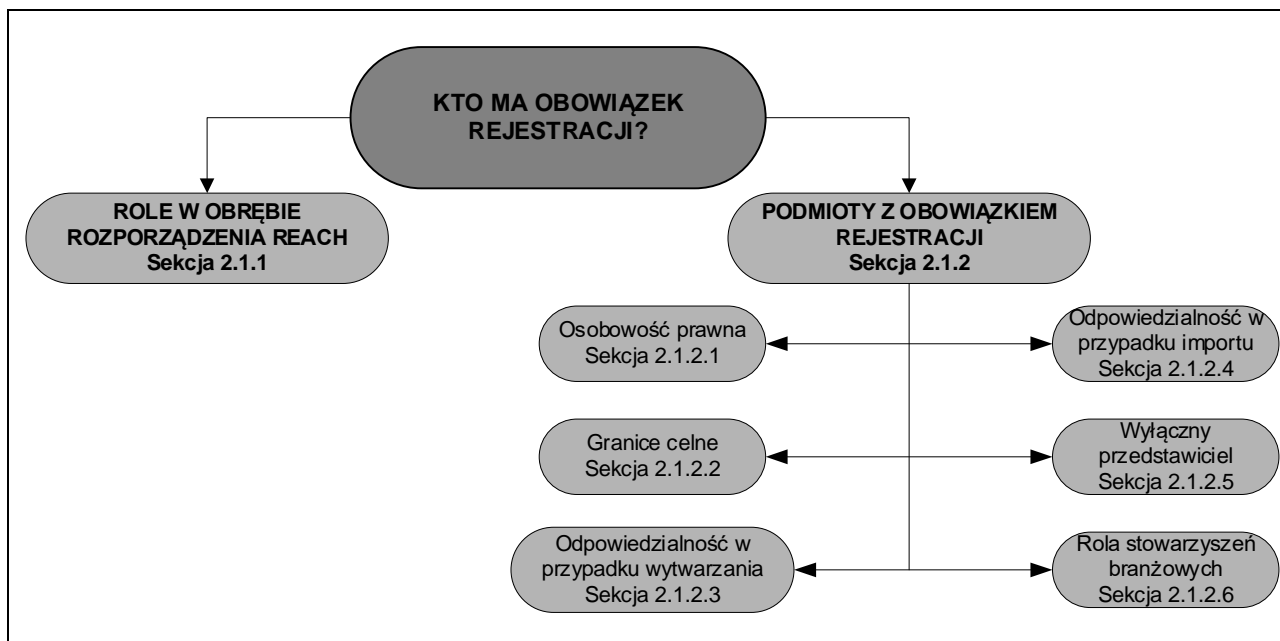 KTO MA OBOWIĄZEK
REJESTRACJI?
ROLE W OBRĘBIE
ROZPORZĄDZENIA REACH
Sekcja 2.1.1
PODMIOTY Z OBOWIĄZKIEM
REJESTRACJI
Sekcja 2.1.2
Osobowość prawna
Sekcja 2.1.2.1
Odpowiedzialność w
przypadku importu
Sekcja 2.1.2.4
Granice celne
Sekcja 2.1.2.2
Wyłączny
przedstawiciel
Sekcja 2.1.2.5
Odpowiedzialność w
przypadku wytwarzania
Sekcja 2.1.2.3
Rola stowarzyszeń
branżowych
Sekcja 2.1.2.6